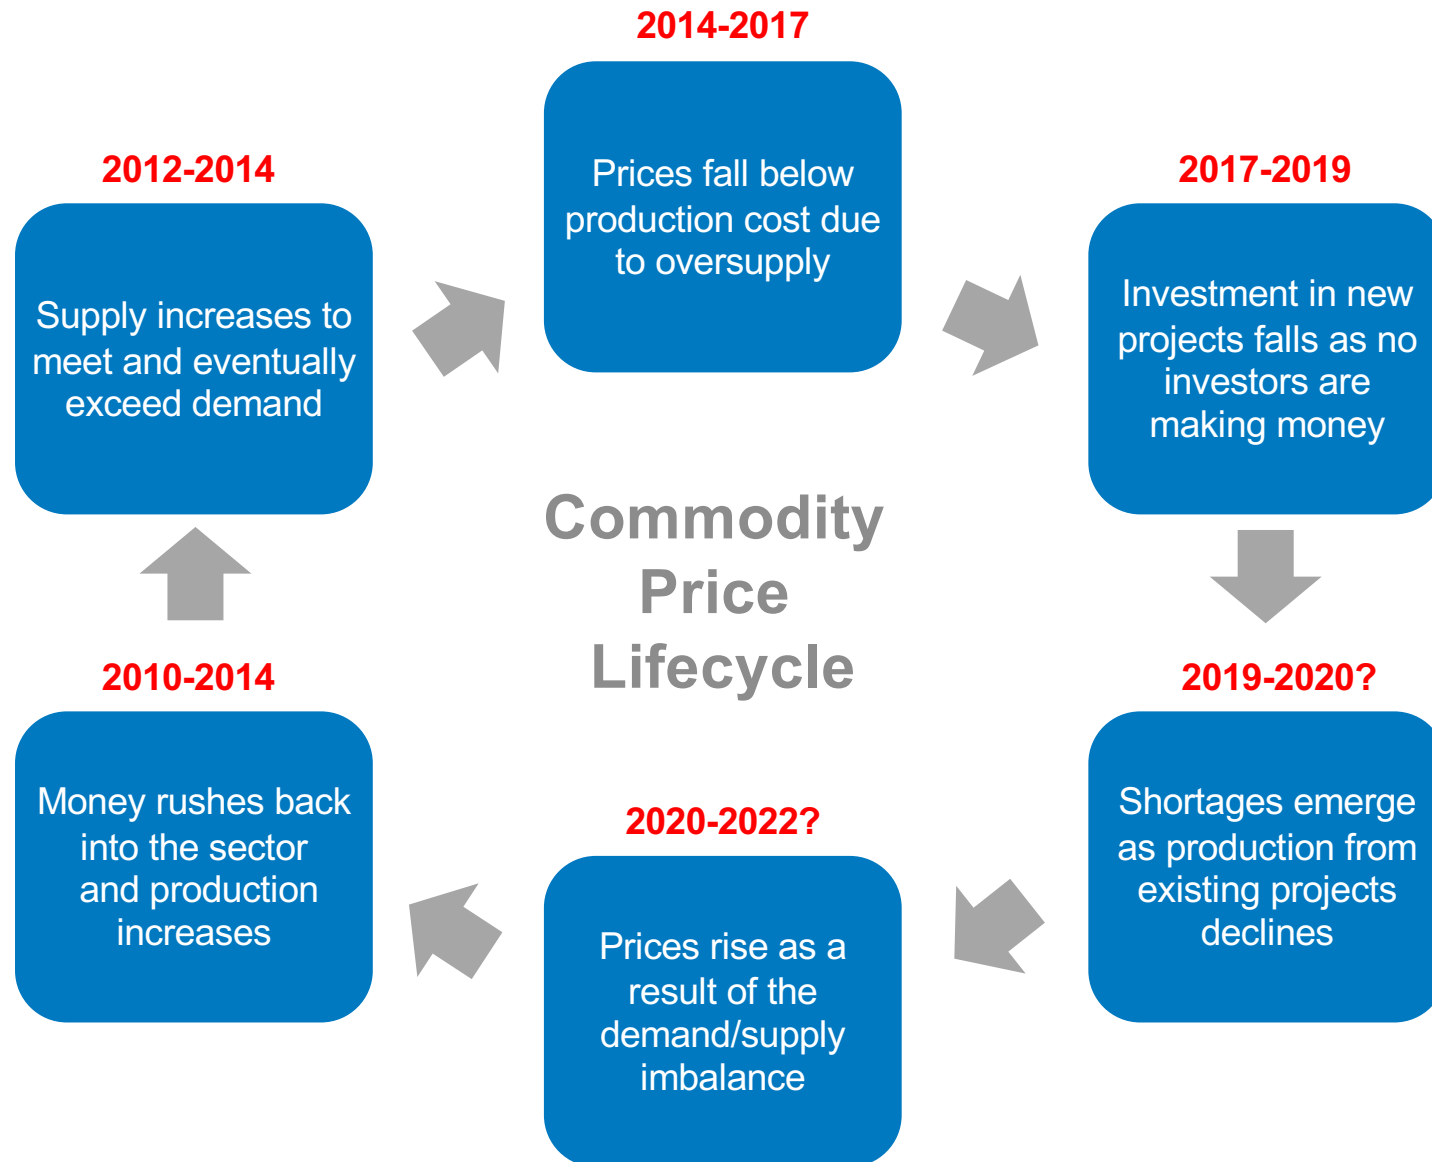 2014-2017
Prices fall below
production cost due
to oversupply
2017-2019
Investment in new
projects falls as no
investors are
making money
2019-2020?
Shortages emerge
as production from
existing projects
declines
2020-2022?
Prices rise as a
result of the
demand/supply
imbalance
2010-2014
Money rushes back
into the sector
and production
increases
2012-2014
Supply increases to
meet and eventually
exceed demand
Commodity
Price
Lifecycle